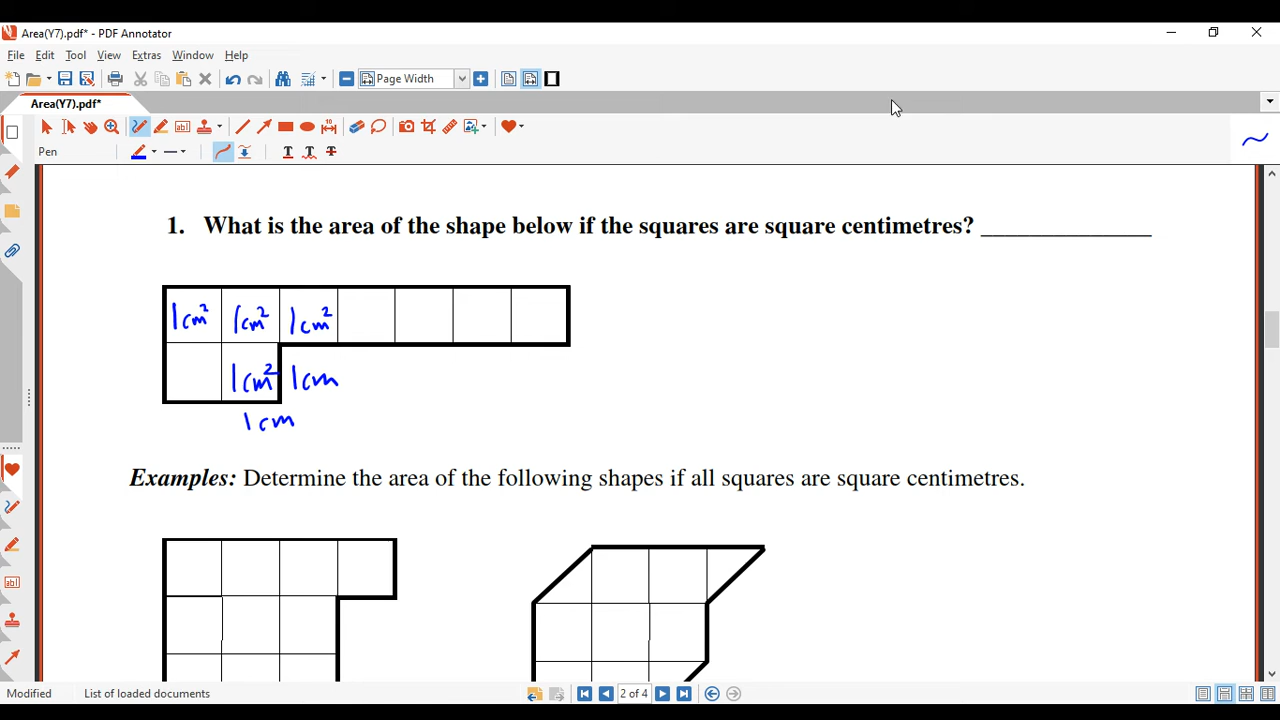 Area(Y7).pdf* - PDF Annotator
File Edit Tool View Extras Window Help
Page Width
Area(Y7).pdf*
10
Pen
T T T
1. What is the area of the shape below if the squares are square centimetres? ______________
1cm² 1cm² 1cm²
1cm² 1cm
1cm
Examples: Determine the area of the following shapes if all squares are square centimetres.
Modified List of loaded documents 2 of 4